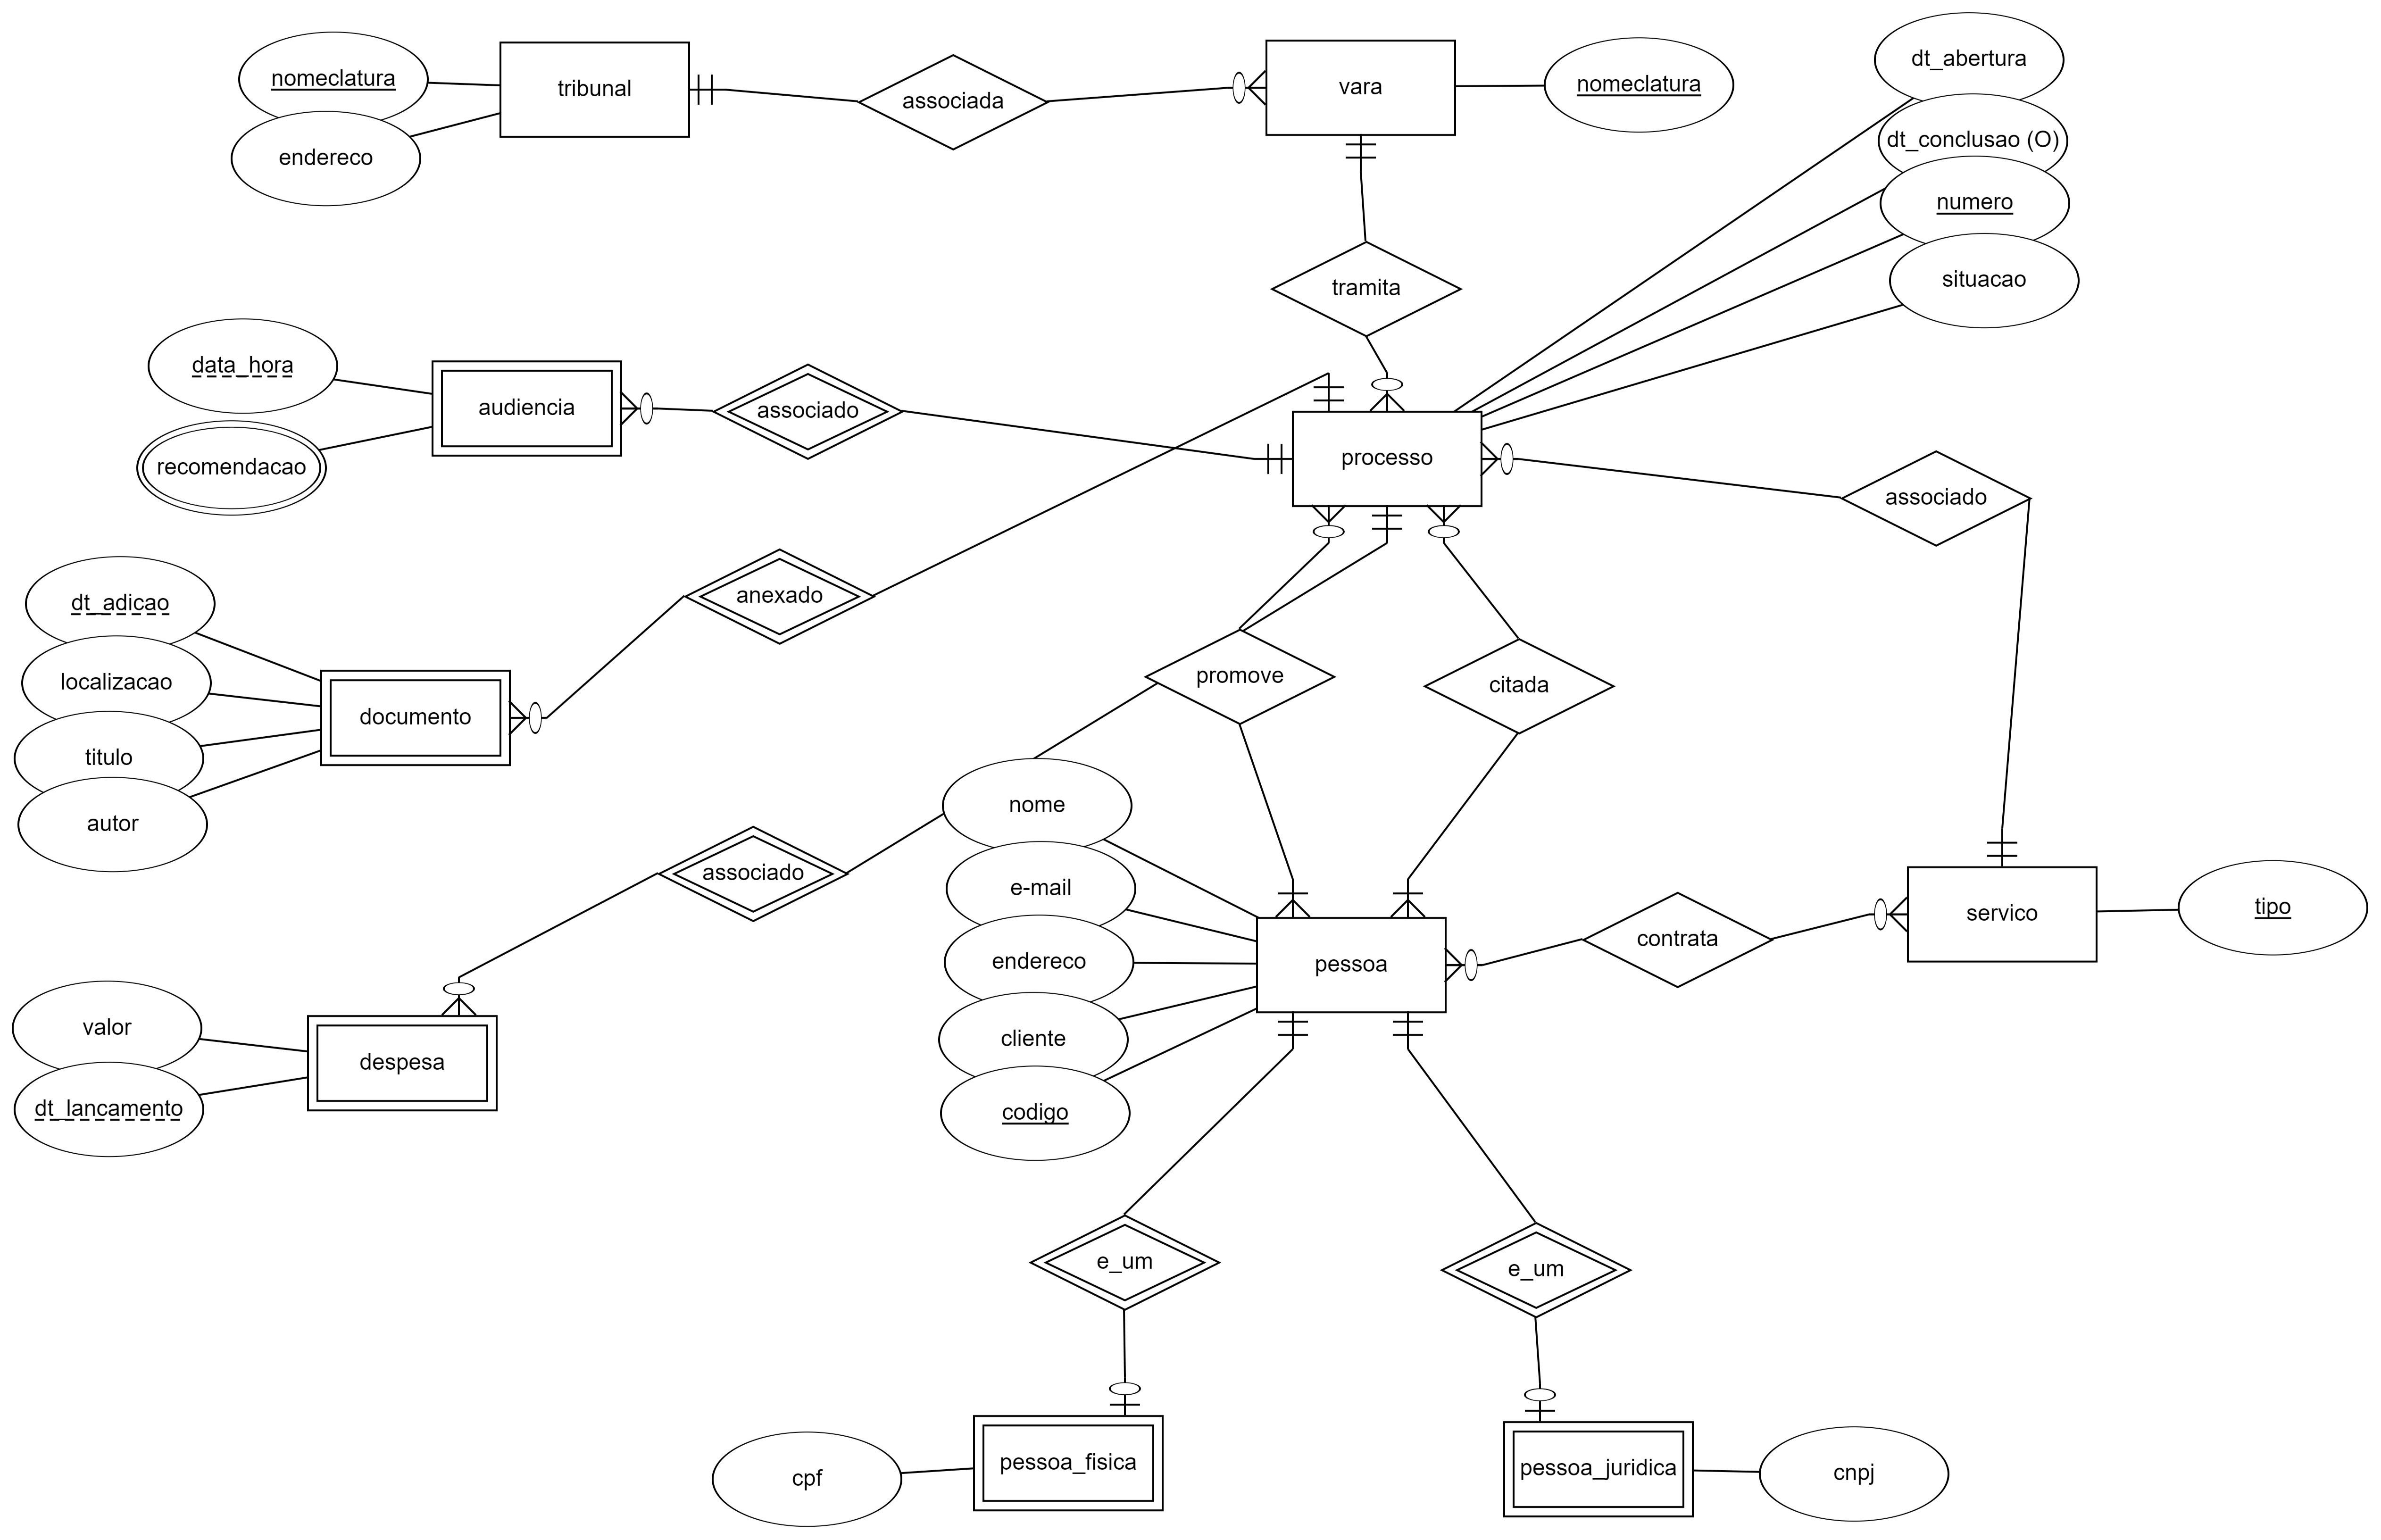 nomeclatura
endereco
tribunal
associada
vara
nomeclatura
dt_abertura
dt_conclusao (O)
numero
situacao
tramita
data_hora
recomendacao
audiencia
associado
processo
associado
dt_adicao
localizacao
titulo
autor
documento
anexado
promove
citada
nome
e-mail
endereco
cliente
codigo
associado
pessoa
contrata
servico
tipo
valor
dt_lancamento
despesa
e_um
e_um
cpf
pessoa_fisica
pessoa_juridica
cnpj